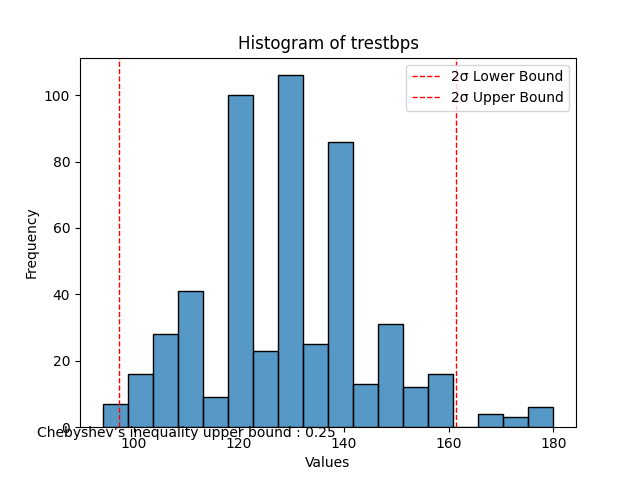 Histogram of trestbps
2σ Lower Bound
2σ Upper Bound
Frequency
100
80
60
40
20
0
Chebyshev's inequality upper bound : 0.25
100
120
140
160
180
Values